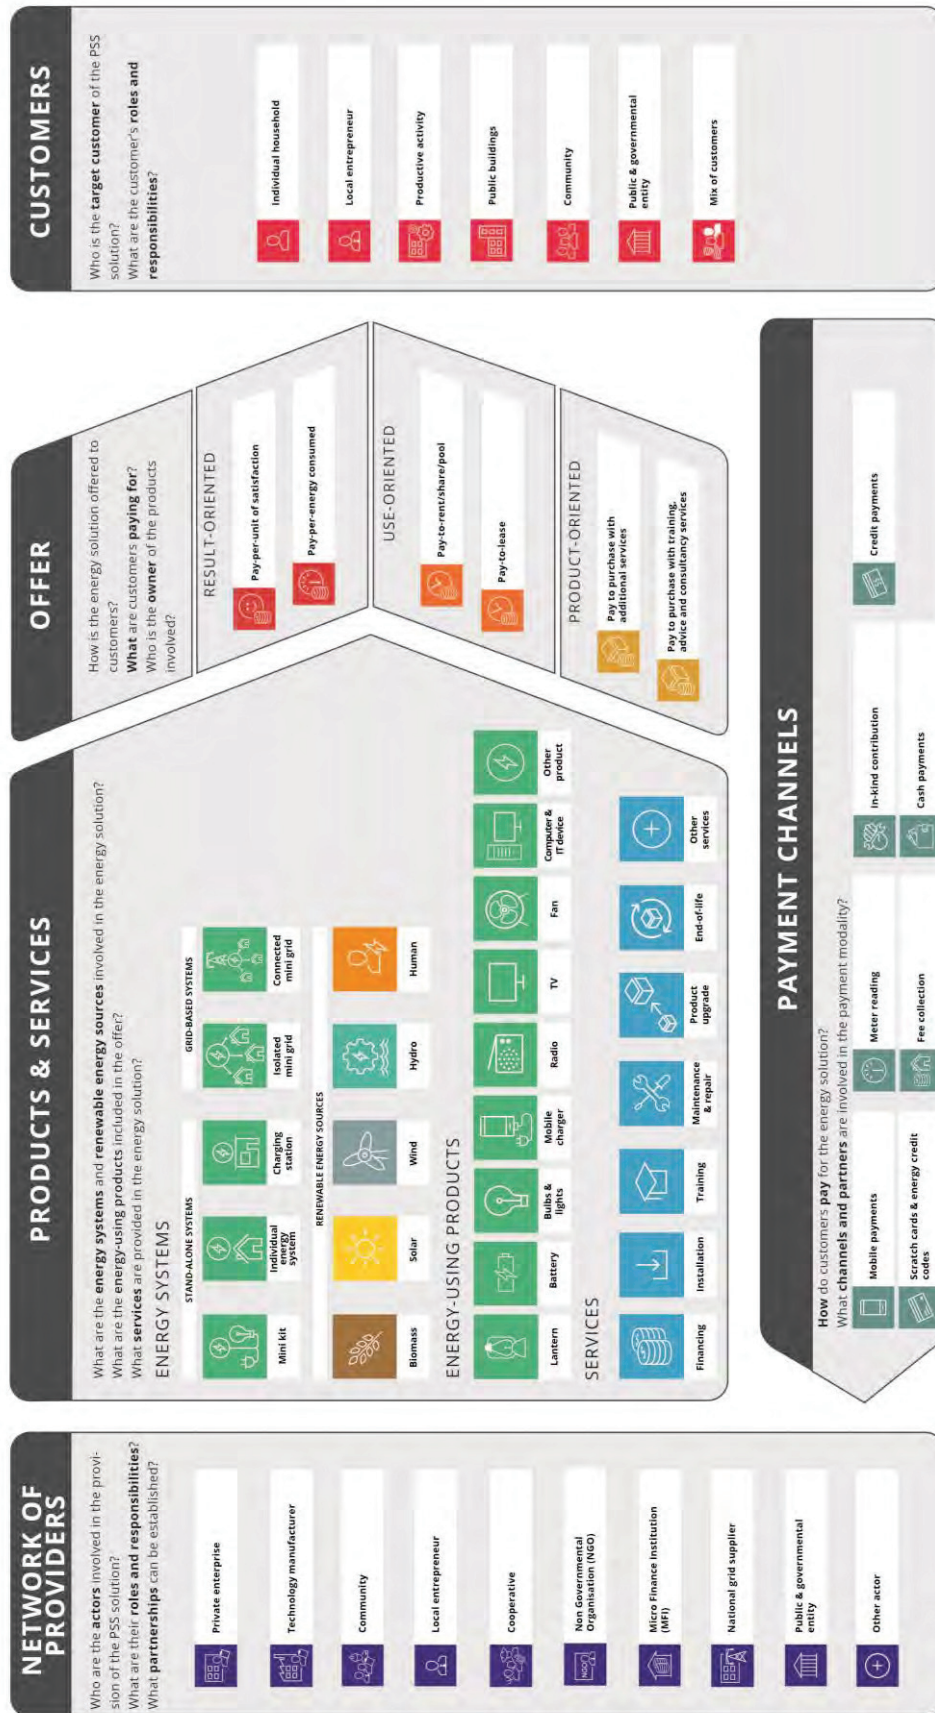 NETWORK OF
PROVIDERS
Who are the actors involved in the provi-
sion of the PSS solution?
What are their roles and responsibilities?
What partnerships can be established?
Private enterprise
Technology manufacturer
Community
Local entrepreneur
Cooperative
Non Governmental
Organisation (NGO)
NGO
Micro Finance Institution
(MFI)
National grid supplier
Public & governmental
entity
Other actor
PRODUCTS & SERVICES
What are the energy systems and renewable energy sources involved in the energy solution?
What are the energy-using products included in the offer?
What services are provided in the energy solution?
ENERGY SYSTEMS
STAND-ALONE SYSTEMS
GRID-BASED SYSTEMS
Mini kit
Individual
energy
system
Charging
station
Isolated
mini grid
Connected
mini grid
RENEWABLE ENERGY SOURCES
Biomass
Solar
Wind
Hydro
Human
ENERGY-USING PRODUCTS
Lantern
Battery
Bulbs &
lights
Mobile
charger
Radio
TV
Fan
Computer &
IT device
Other
product
SERVICES
Financing
Installation
Training
Maintenance
& repair
Product
upgrade
End-of-life
Other
services
OFFER
How is the energy solution offered to
customers?
What are customers paying for?
Who is the owner of the products
involved?
RESULT-ORIENTED
Pay-per-unit of satisfaction
Pay-per-energy consumed
USE-ORIENTED
Pay-to-rent/share/pool
Pay-to-lease
PRODUCT-ORIENTED
Pay to purchase with
additional services
Pay to purchase with training,
advice and consultancy services
CUSTOMERS
Who is the target customer of the PSS
solution?
What are the customer's roles and
responsibilities?
Individual household
Local entrepreneur
Productive activity
Public buildings
Community
Public & governmental
entity
Mix of customers
PAYMENT CHANNELS
How do customers pay for the energy solution?
What channels and partners are involved in the payment modality?
Mobile payments
Meter reading
In-kind contribution
Credit payments
Scratch cards & energy credit
codes
Fee collection
Cash payments